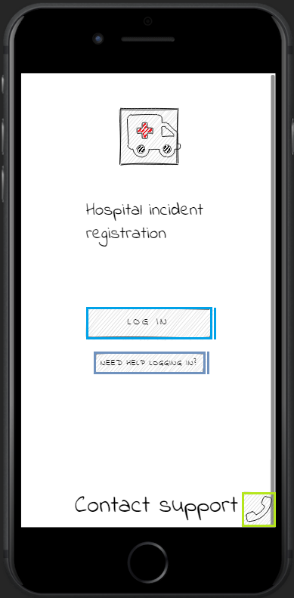 Hospital incident
registration
LOG IN
NEED HELP LOGGING IN?
Contact support